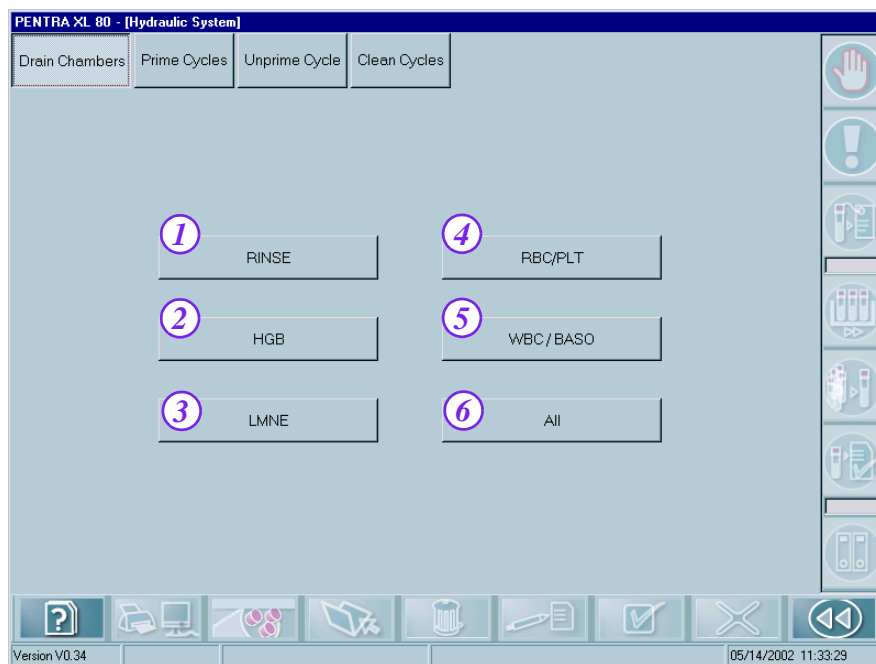 PENTRA XL 80 - [Hydraulic System]
Drain Chambers Prime Cycles Unprime Cycle Clean Cycles
1 RINSE
4 RBC/PLT
2 HGB
5 WBC / BASO
3 LMNE
6 All
?
Version V0.34 05/14/2002 11:33:29